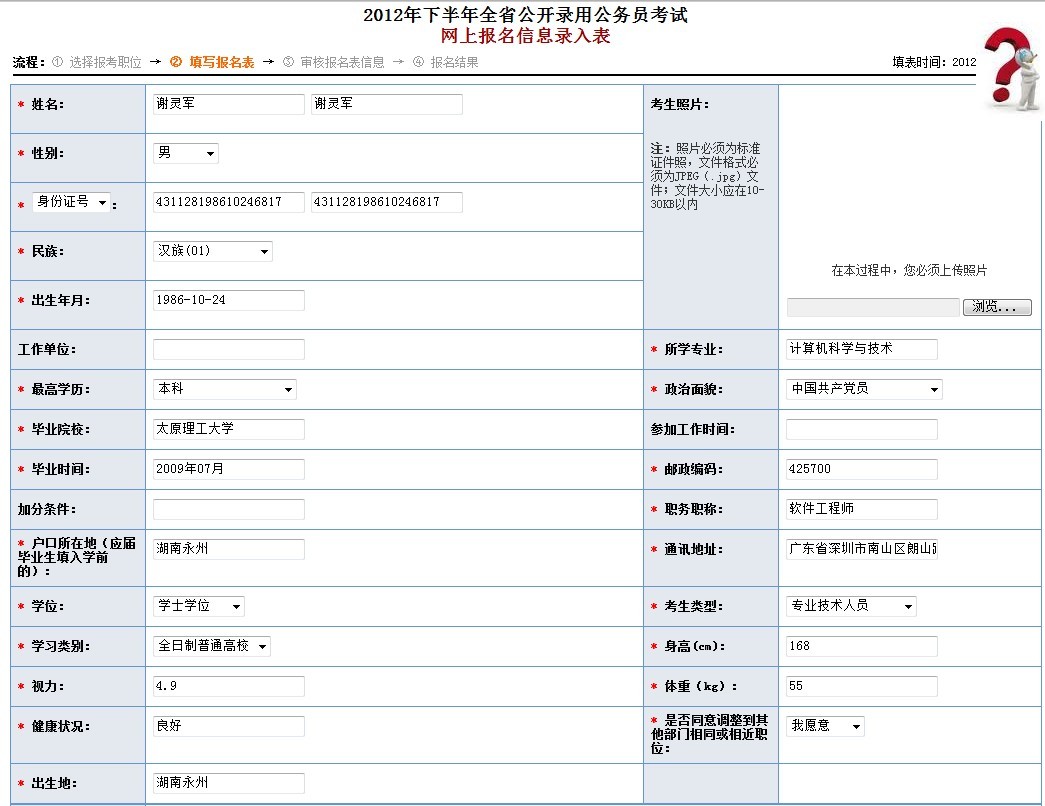 2012年下半年全省公开录用公务员考试
网上报名信息录入表
流程：① 选择报考职位 → ② 填写报名表 → ③ 审核报名表信息 → ④ 报名结果
填表时间：2012
* 姓名： 谢灵军 谢灵军
考生照片：
* 性别： 男
注：照片必须为标准
证件照，文件格式必
须为JPEG（.jpg）文
件；文件大小应在10-
30KB以内
* 身份证号 ： 431128198610246817 431128198610246817
* 民族： 汉族(01)
在本过程中，您必须上传照片
* 出生年月： 1986-10-24
浏览...
工作单位：
* 所学专业： 计算机科学与技术
* 最高学历： 本科
* 政治面貌： 中国共产党员
* 毕业院校： 太原理工大学
参加工作时间：
* 毕业时间： 2009年07月
* 邮政编码： 425700
加分条件：
* 职务职称： 软件工程师
* 户口所在地（应届
毕业生填入学前
的）： 湖南永州
* 通讯地址： 广东省深圳市南山区朗山
* 学位： 学士学位
* 考生类型： 专业技术人员
* 学习类别： 全日制普通高校
* 身高(cm)： 168
* 视力： 4.9
* 体重（kg）： 55
* 健康状况： 良好
* 是否同意调整到其
他部门相同或相近职
位： 我愿意
* 出生地： 湖南永州